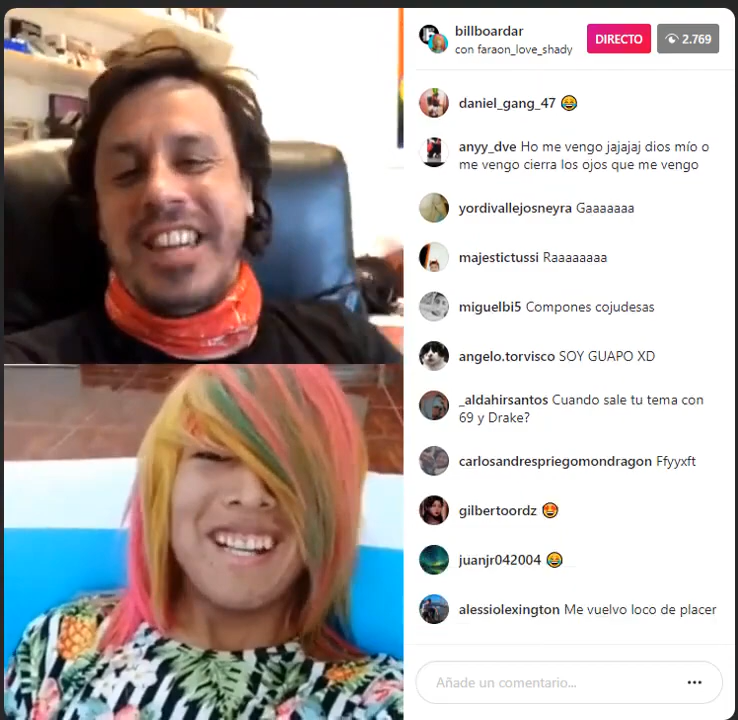 billboardar
con faraon_love_shady
DIRECTO
2.769
daniel_gang_47 😂
anyy_dve Ho me vengo jajajaj dios mío o
me vengo cierra los ojos que me vengo
yordivallejosneyra Gaaaaaaa
majestictussi Raaaaaaaa
miguelbi5 Compones cojudesas
angelo.torvisco SOY GUAPO XD
_aldahirsantos Cuando sale tu tema con
69 y Drake?
carlosandrespriegomondragon Ffyyxft
gilbertoordz 🤩
juanjr042004 😂
alessiolexington Me vuelvo loco de placer
Añade un comentario...